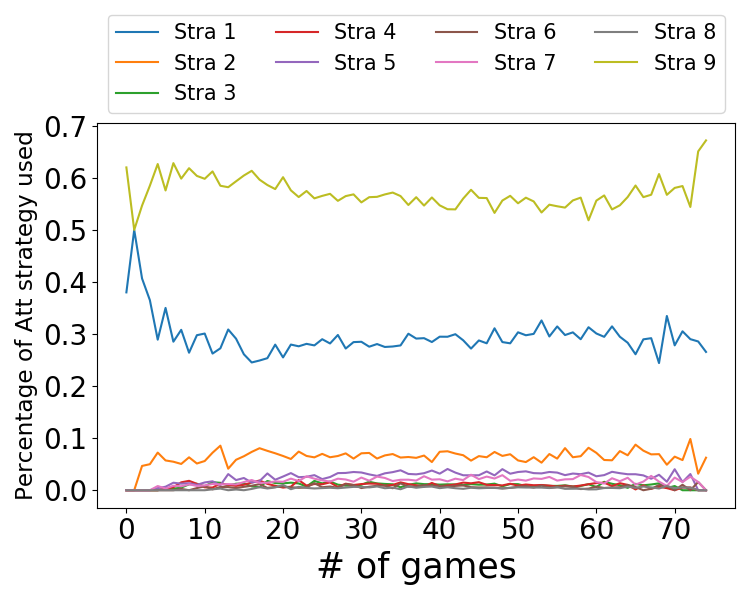 Stra 1 Stra 4 Stra 6 Stra 8
Stra 2 Stra 5 Stra 7 Stra 9
Stra 3
Percentage of Att strategy used
0.7
0.6
0.5
0.4
0.3
0.2
0.1
0.0
0 10 20 30 40 50 60 70
# of games